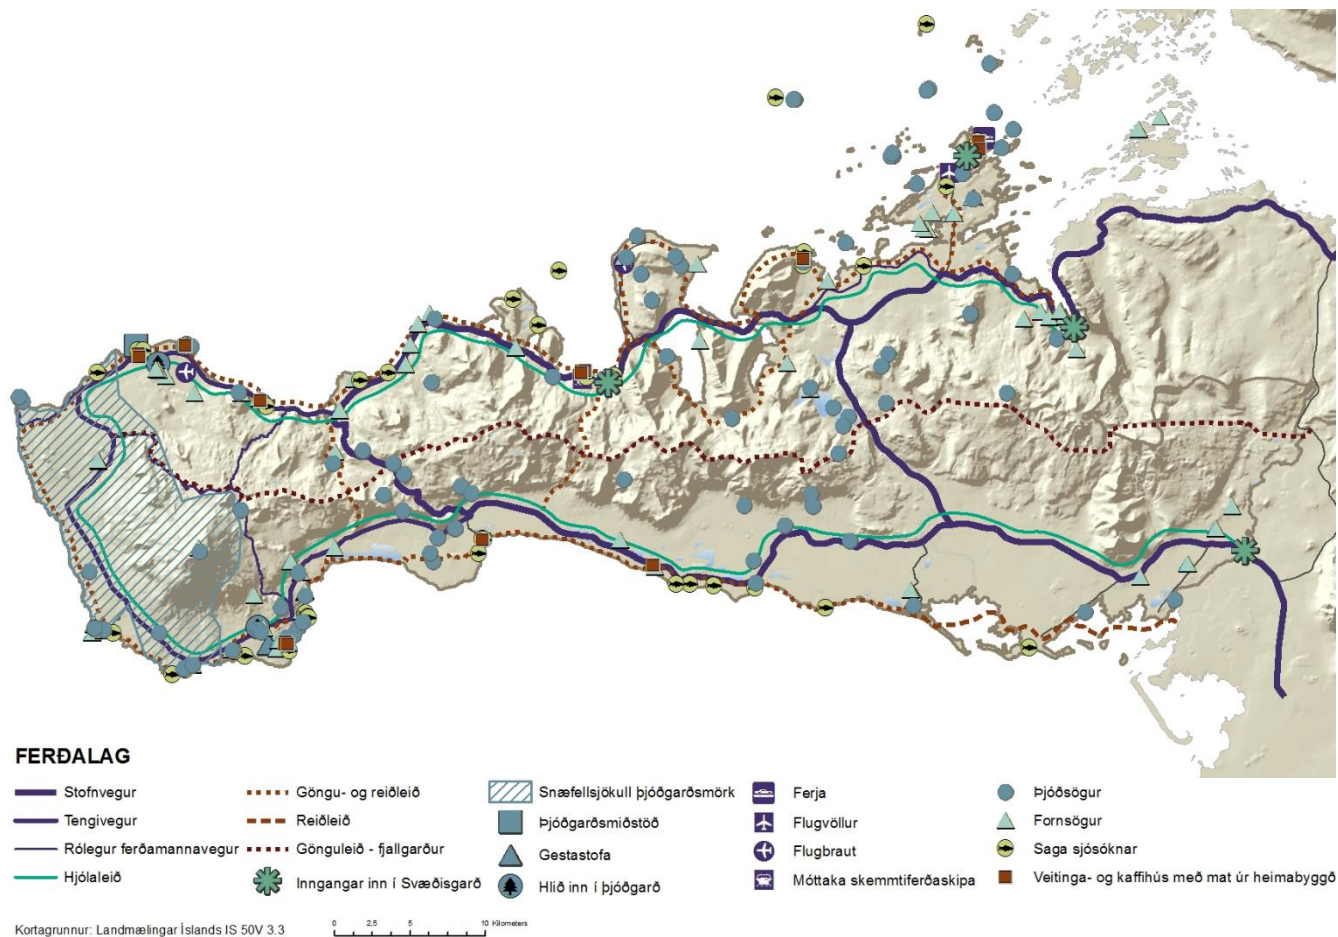 FERÐALAG
Stofnvegur
Tengivegur
Rólegur ferðamannavegur
Hjólaleið
Göngu- og reiðleið
Reiðleið
Gönguleið - fjallgarður
Inngangar inn í Svæðisgarð
Snæfellsjökull þjóðgarðsmörk
Þjóðgarðsmiðstöð
Gestastofa
Hlið inn í þjóðgarð
Ferja
Flugvöllur
Flugbraut
Móttaka skemmtiferðaskipa
Þjóðsögur
Fornsögur
Saga sjósóknar
Veitinga- og kaffihús með mat úr heimabyggð
Kortagrunnur: Landmælingar Íslands IS 50V 3.3
0 2,5 5 10 Kilometers